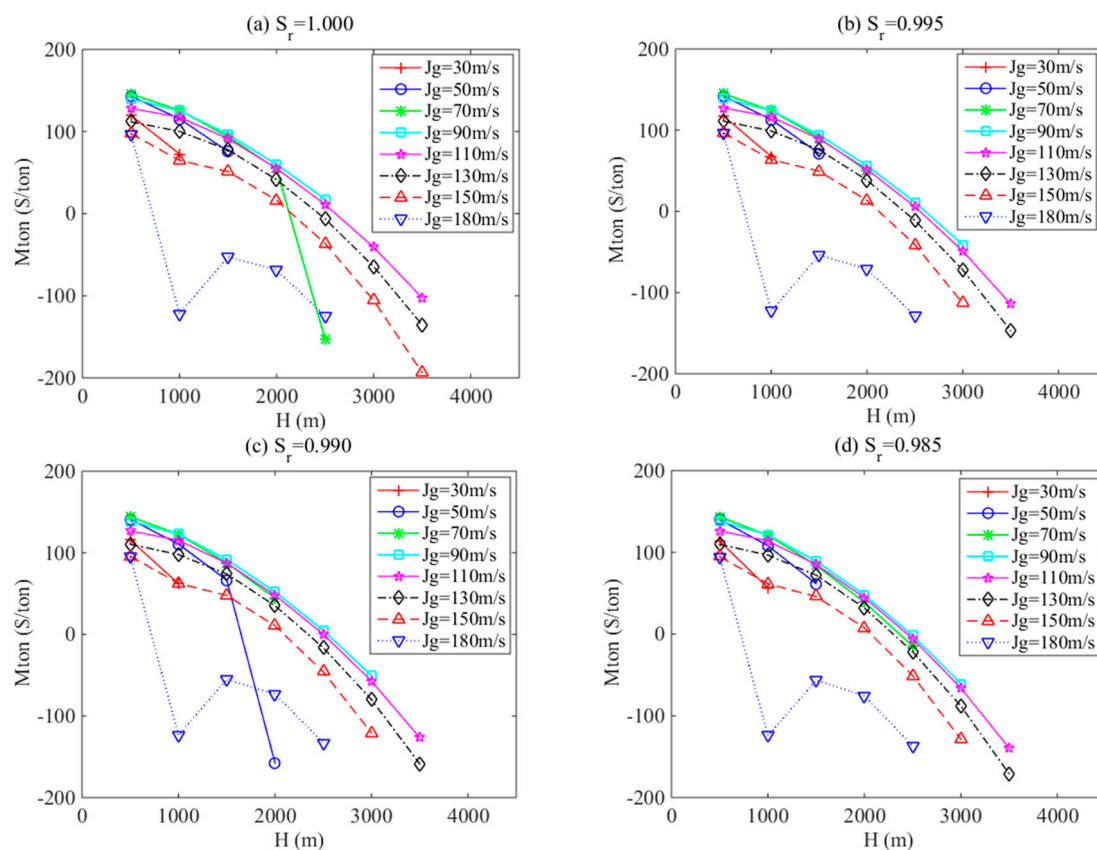 (a) S_r=1.000
200
100
0
-100
-200
Mton (S/ton)
0
1000
2000
3000
4000
H (m)
Jg=30m/s
Jg=50m/s
Jg=70m/s
Jg=90m/s
Jg=110m/s
Jg=130m/s
Jg=150m/s
Jg=180m/s
(b) S_r=0.995
200
100
0
-100
-200
Mton (S/ton)
0
1000
2000
3000
4000
H (m)
Jg=30m/s
Jg=50m/s
Jg=70m/s
Jg=90m/s
Jg=110m/s
Jg=130m/s
Jg=150m/s
Jg=180m/s
(c) S_r=0.990
200
100
0
-100
-200
Mton (S/ton)
0
1000
2000
3000
4000
H (m)
Jg=30m/s
Jg=50m/s
Jg=70m/s
Jg=90m/s
Jg=110m/s
Jg=130m/s
Jg=150m/s
Jg=180m/s
(d) S_r=0.985
200
100
0
-100
-200
Mton (S/ton)
0
1000
2000
3000
4000
H (m)
Jg=30m/s
Jg=50m/s
Jg=70m/s
Jg=90m/s
Jg=110m/s
Jg=130m/s
Jg=150m/s
Jg=180m/s